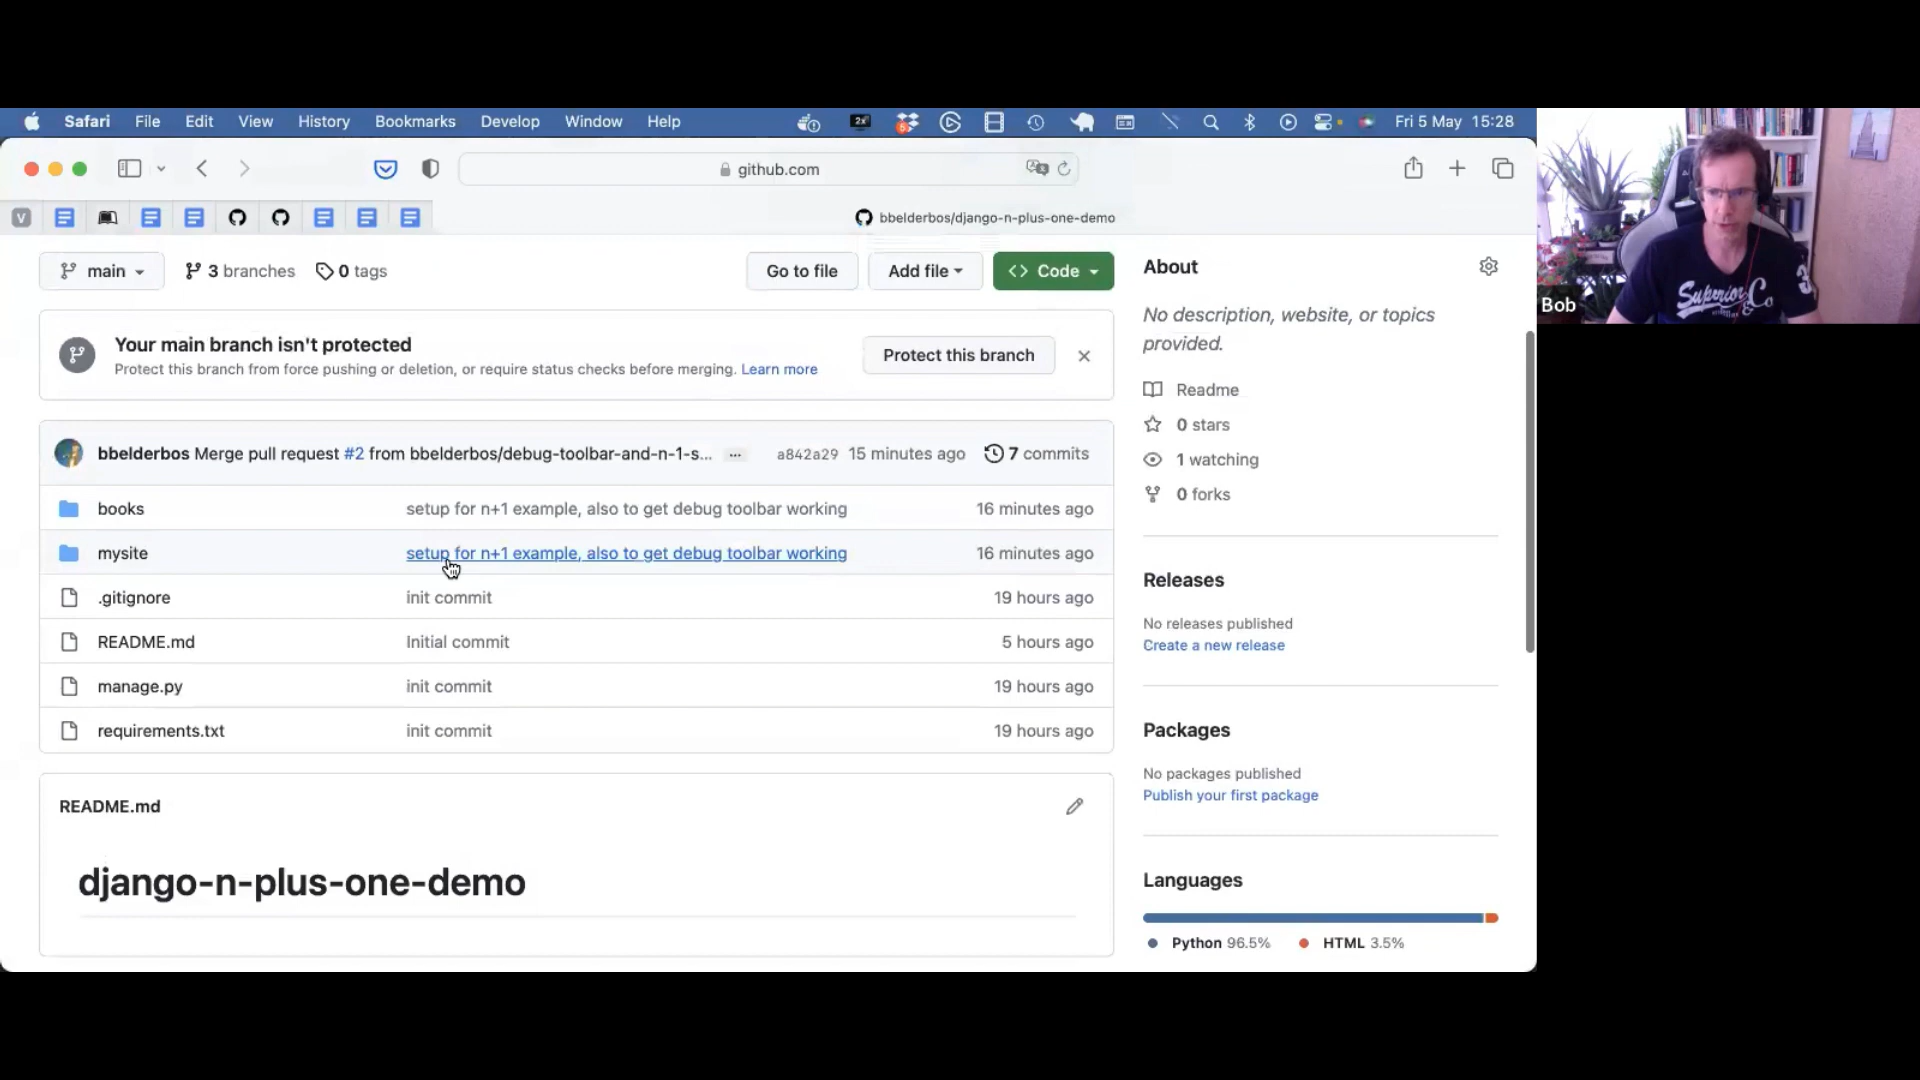 Safari File Edit View History Bookmarks Develop Window Help 2x Fri 5 May 15:28
github.com
V bbelderbos/django-n-plus-one-demo
main 3 branches 0 tags Go to file Add file Code
Your main branch isn't protected
Protect this branch from force pushing or deletion, or require status checks before merging. Learn more
Protect this branch
bbelderbos Merge pull request #2 from bbelderbos/debug-toolbar-and-n-1-s... ... a842a29 15 minutes ago 7 commits
books setup for n+1 example, also to get debug toolbar working 16 minutes ago
mysite setup for n+1 example, also to get debug toolbar working 16 minutes ago
.gitignore init commit 19 hours ago
README.md Initial commit 5 hours ago
manage.py init commit 19 hours ago
requirements.txt init commit 19 hours ago
README.md
django-n-plus-one-demo
About
No description, website, or topics
provided.
Readme
0 stars
1 watching
0 forks
Releases
No releases published
Create a new release
Packages
No packages published
Publish your first package
Languages
Python 96.5% HTML 3.5%
Bob
Superior Co
3